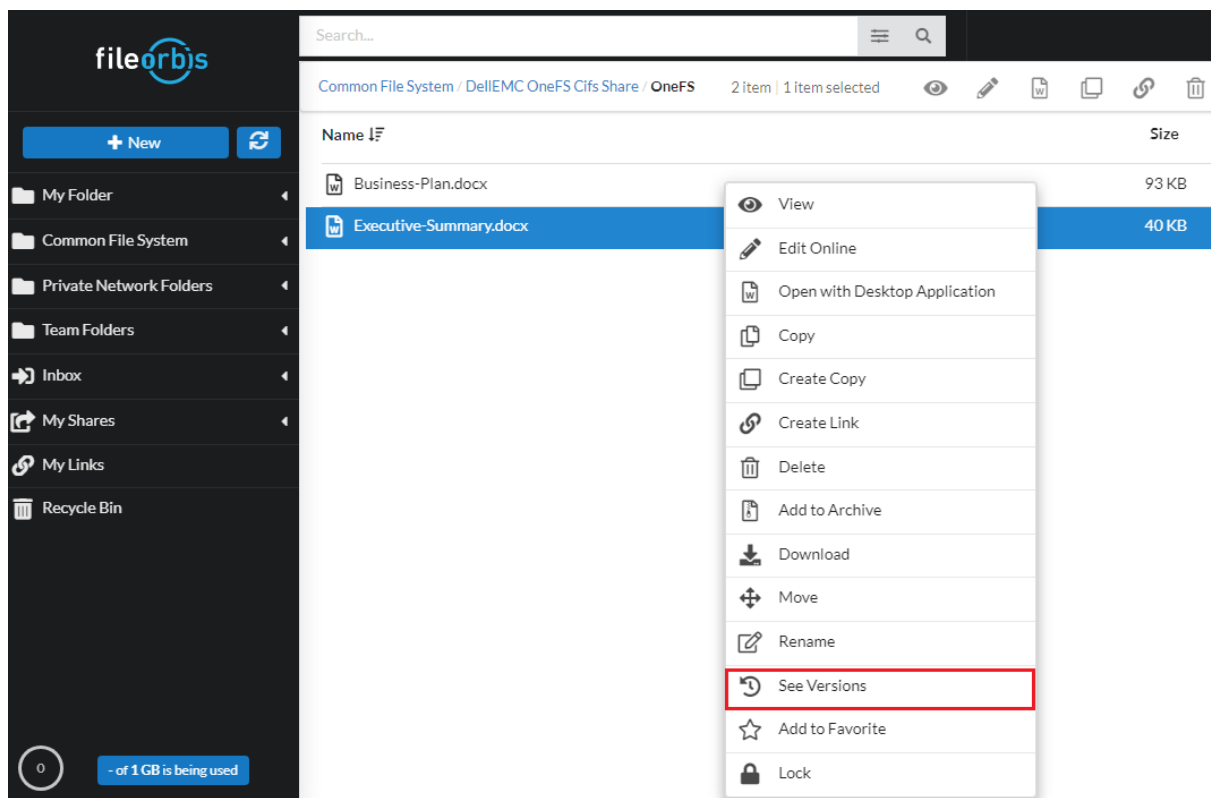 fileorbis
Search...
Common File System / DellEMC OneFS Cifs Share / OneFS 2 item | 1 item selected
+ New
Name Size
My Folder
Business-Plan.docx 93 KB
Common File System
Executive-Summary.docx 40 KB
Private Network Folders
Team Folders
Inbox
My Shares
My Links
Recycle Bin
View
Edit Online
Open with Desktop Application
Copy
Create Copy
Create Link
Delete
Add to Archive
Download
Move
Rename
See Versions
Add to Favorite
Lock
0
- of 1 GB is being used